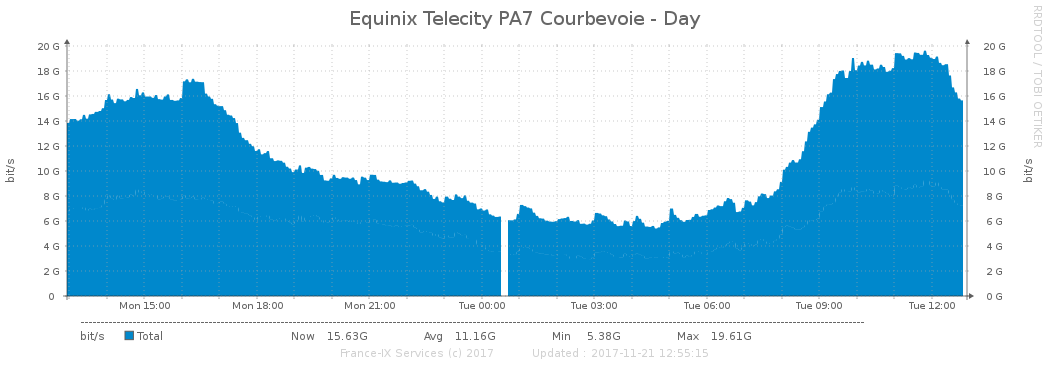 Equinix Telecity PA7 Courbevoie - Day
RRDTOOL / TOBI OETIKER
bit/s
20 G
18 G
16 G
14 G
12 G
10 G
8 G
6 G
4 G
2 G
0
20 G
18 G
16 G
14 G
12 G
10 G
8 G
6 G
4 G
2 G
0 G
bit/s
Mon 15:00 Mon 18:00 Mon 21:00 Tue 00:00 Tue 03:00 Tue 06:00 Tue 09:00 Tue 12:00
bit/s Total Now 15.63G Avg 11.16G Min 5.38G Max 19.61G
France-IX Services (c) 2017 Updated : 2017-11-21 12:55:15